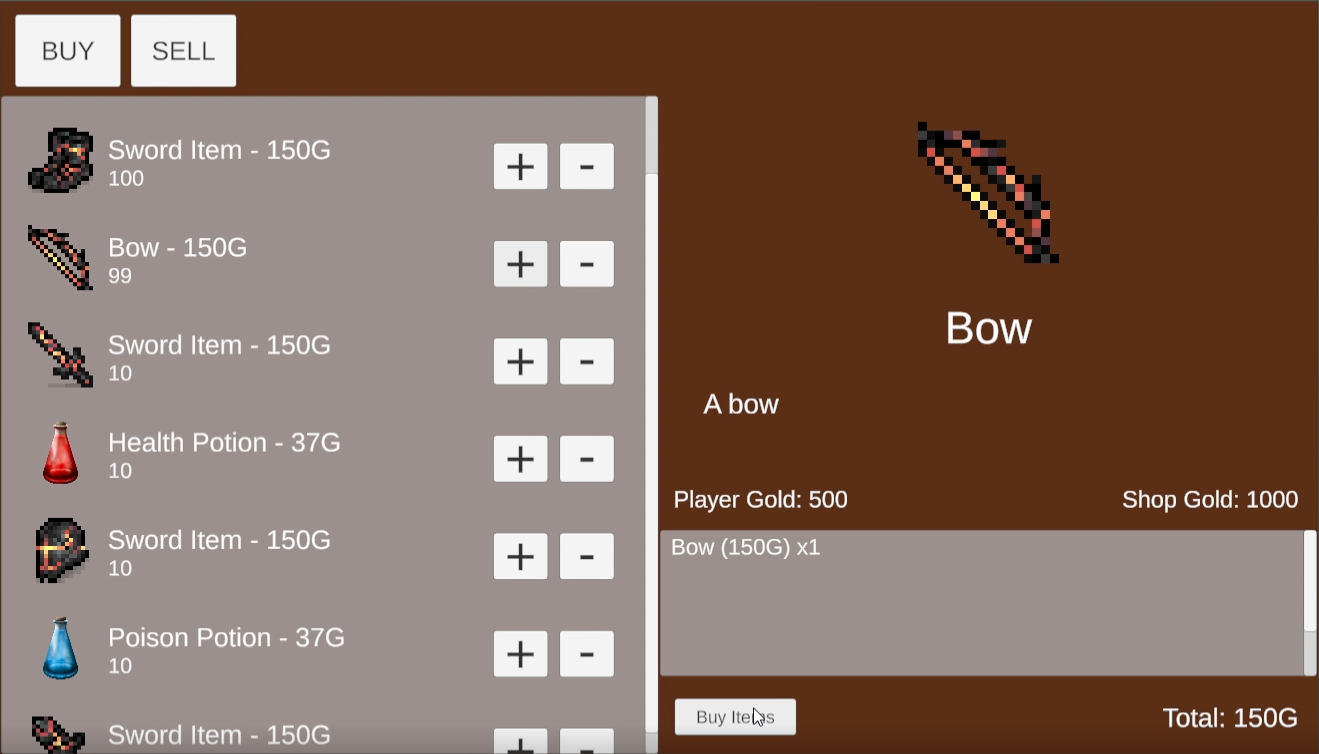 BUY SELL
Sword Item - 150G
100
+ -
Bow - 150G
99
+ -
Sword Item - 150G
10
+ -
Health Potion - 37G
10
+ -
Sword Item - 150G
10
+ -
Poison Potion - 37G
10
+ -
Sword Item - 150G
+ -
Bow
A bow
Player Gold: 500 Shop Gold: 1000
Bow (150G) x1
Buy Items Total: 150G